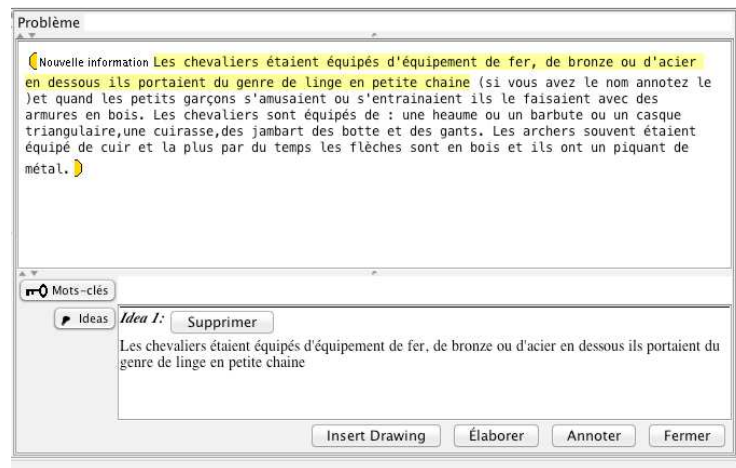 Problème
Nouvelle information Les chevaliers étaient équipés d'équipement de fer, de bronze ou d'acier
en dessous ils portaient du genre de linge en petite chaine (si vous avez le nom annotez le
)et quand les petits garçons s'amusaient ou s'entrainaient ils le faisaient avec des
armures en bois. Les chevaliers sont équipés de : une heaume ou un barbute ou un casque
triangulaire,une cuirasse,des jambart des botte et des gants. Les archers souvent étaient
équipé de cuir et la plus par du temps les flèches sont en bois et ils ont un piquant de
métal.
Mots-clés
Ideas
Idea 1: Supprimer
Les chevaliers étaient équipés d'équipement de fer, de bronze ou d'acier en dessous ils portaient du
genre de linge en petite chaine
Insert Drawing Élaborer Annoter Fermer